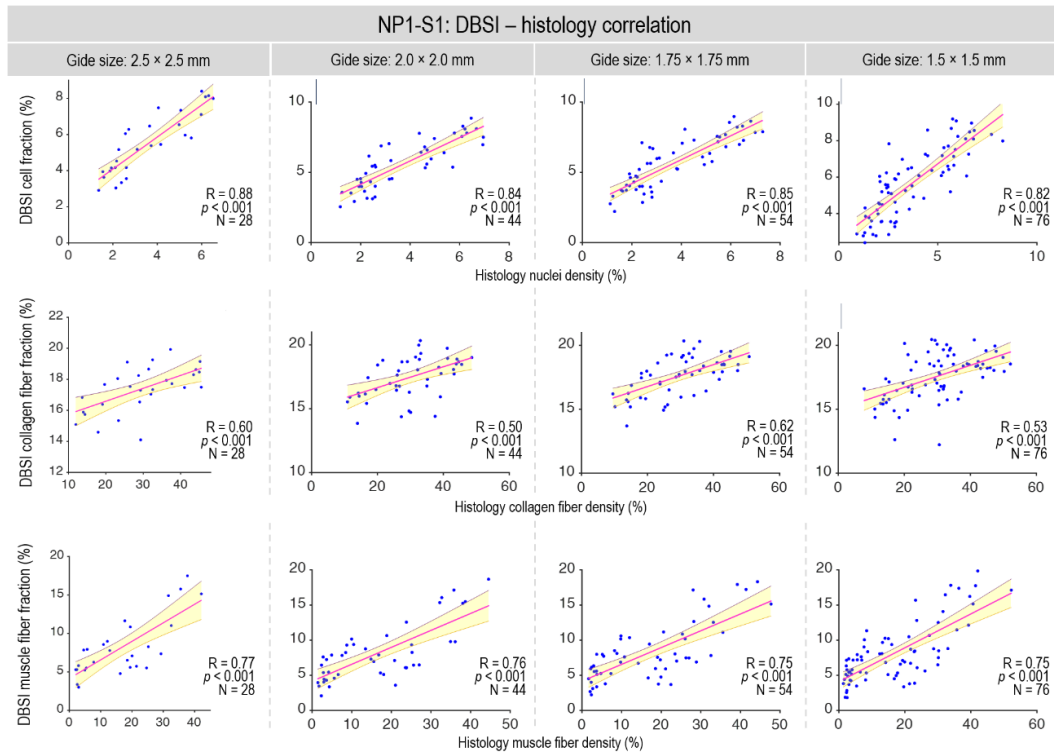 NP1-S1: DBSI – histology correlation
Gide size: 2.5 × 2.5 mm
Gide size: 2.0 × 2.0 mm
Gide size: 1.75 × 1.75 mm
Gide size: 1.5 × 1.5 mm
DBSI cell fraction (%)
8
6
4
2
0
0 2 4 6
R = 0.88
p < 0.001
N = 28
10
5
0
0 2 4 6 8
R = 0.84
p < 0.001
N = 44
10
5
0
0 2 4 6 8
R = 0.85
p < 0.001
N = 54
10
8
6
4
0 5 10
R = 0.82
p < 0.001
N = 76
Histology nuclei density (%)
DBSI collagen fiber fraction (%)
22
20
18
16
14
12
10 20 30 40
R = 0.60
p < 0.001
N = 28
20
15
10
0 20 40 60
R = 0.50
p < 0.001
N = 44
20
15
10
0 20 40 60
R = 0.62
p < 0.001
N = 54
20
15
10
0 20 40 60
R = 0.53
p < 0.001
N = 76
Histology collagen fiber density (%)
DBSI muscle fiber fraction (%)
20
15
10
5
0
0 10 20 30 40
R = 0.77
p < 0.001
N = 28
20
15
10
5
0
0 10 20 30 40 50
R = 0.76
p < 0.001
N = 44
20
15
10
5
0
0 10 20 30 40 50
R = 0.75
p < 0.001
N = 54
20
15
10
5
0
0 20 40 60
R = 0.75
p < 0.001
N = 76
Histology muscle fiber density (%)